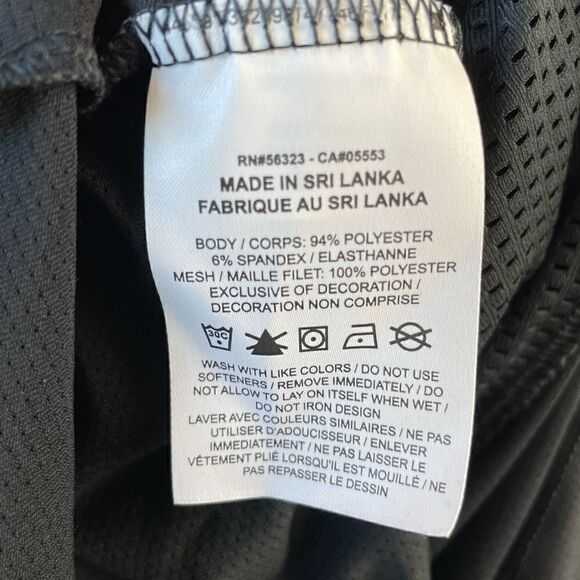 RN#56323 - CA#05553
MADE IN SRI LANKA
FABRIQUE AU SRI LANKA
BODY / CORPS: 94% POLYESTER
6% SPANDEX / ELASTHANNE
MESH / MAILLE FILET: 100% POLYESTER
EXCLUSIVE OF DECORATION /
DECORATION NON COMPRISE
30C
WASH WITH LIKE COLORS / DO NOT USE
SOFTENERS / REMOVE IMMEDIATELY / DO
NOT ALLOW TO LAY ON ITSELF WHEN WET /
DO NOT IRON DESIGN
LAVER AVEC COULEURS SIMILAIRES / NE PAS
UTILISER D'ADOUCISSEUR / ENLEVER
IMMEDIATEMENT / NE PAS LAISSER LE
VÊTEMENT PLIÉ LORSQU'IL EST MOUILLÉ / NE
PAS REPASSER LE DESSIN